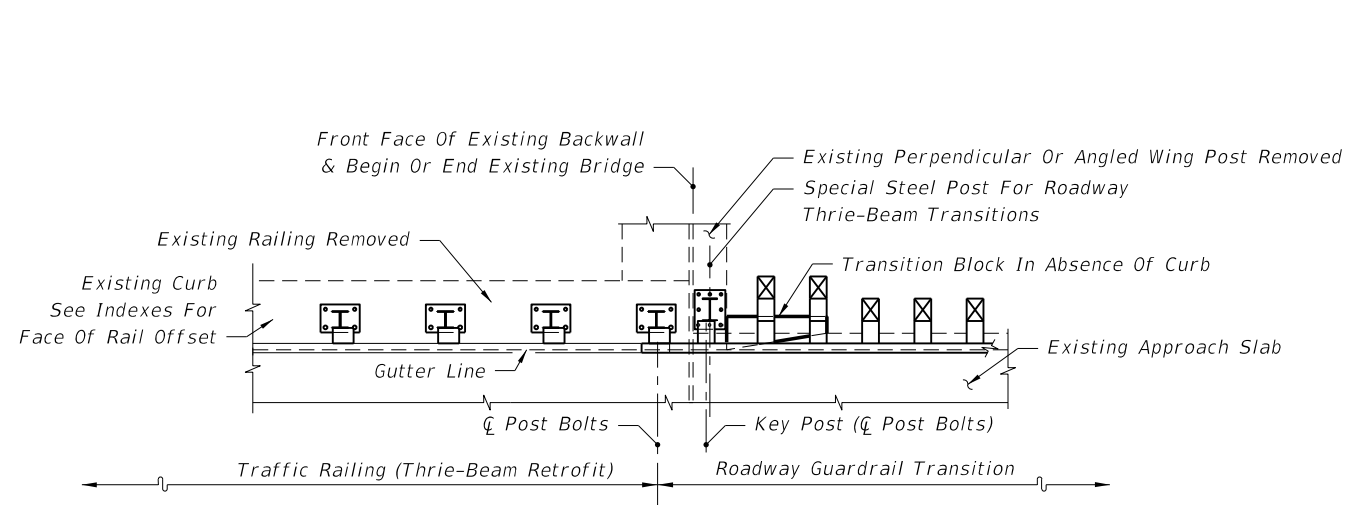 Front Face Of Existing Backwall
& Begin Or End Existing Bridge
Existing Perpendicular Or Angled Wing Post Removed
Special Steel Post For Roadway
Thrie-Beam Transitions
Existing Railing Removed
Transition Block In Absence Of Curb
Existing Curb
See Indexes For
Face Of Rail Offset
Existing Approach Slab
Gutter Line
℄ Post Bolts
Key Post (℄ Post Bolts)
Traffic Railing (Thrie-Beam Retrofit)
Roadway Guardrail Transition